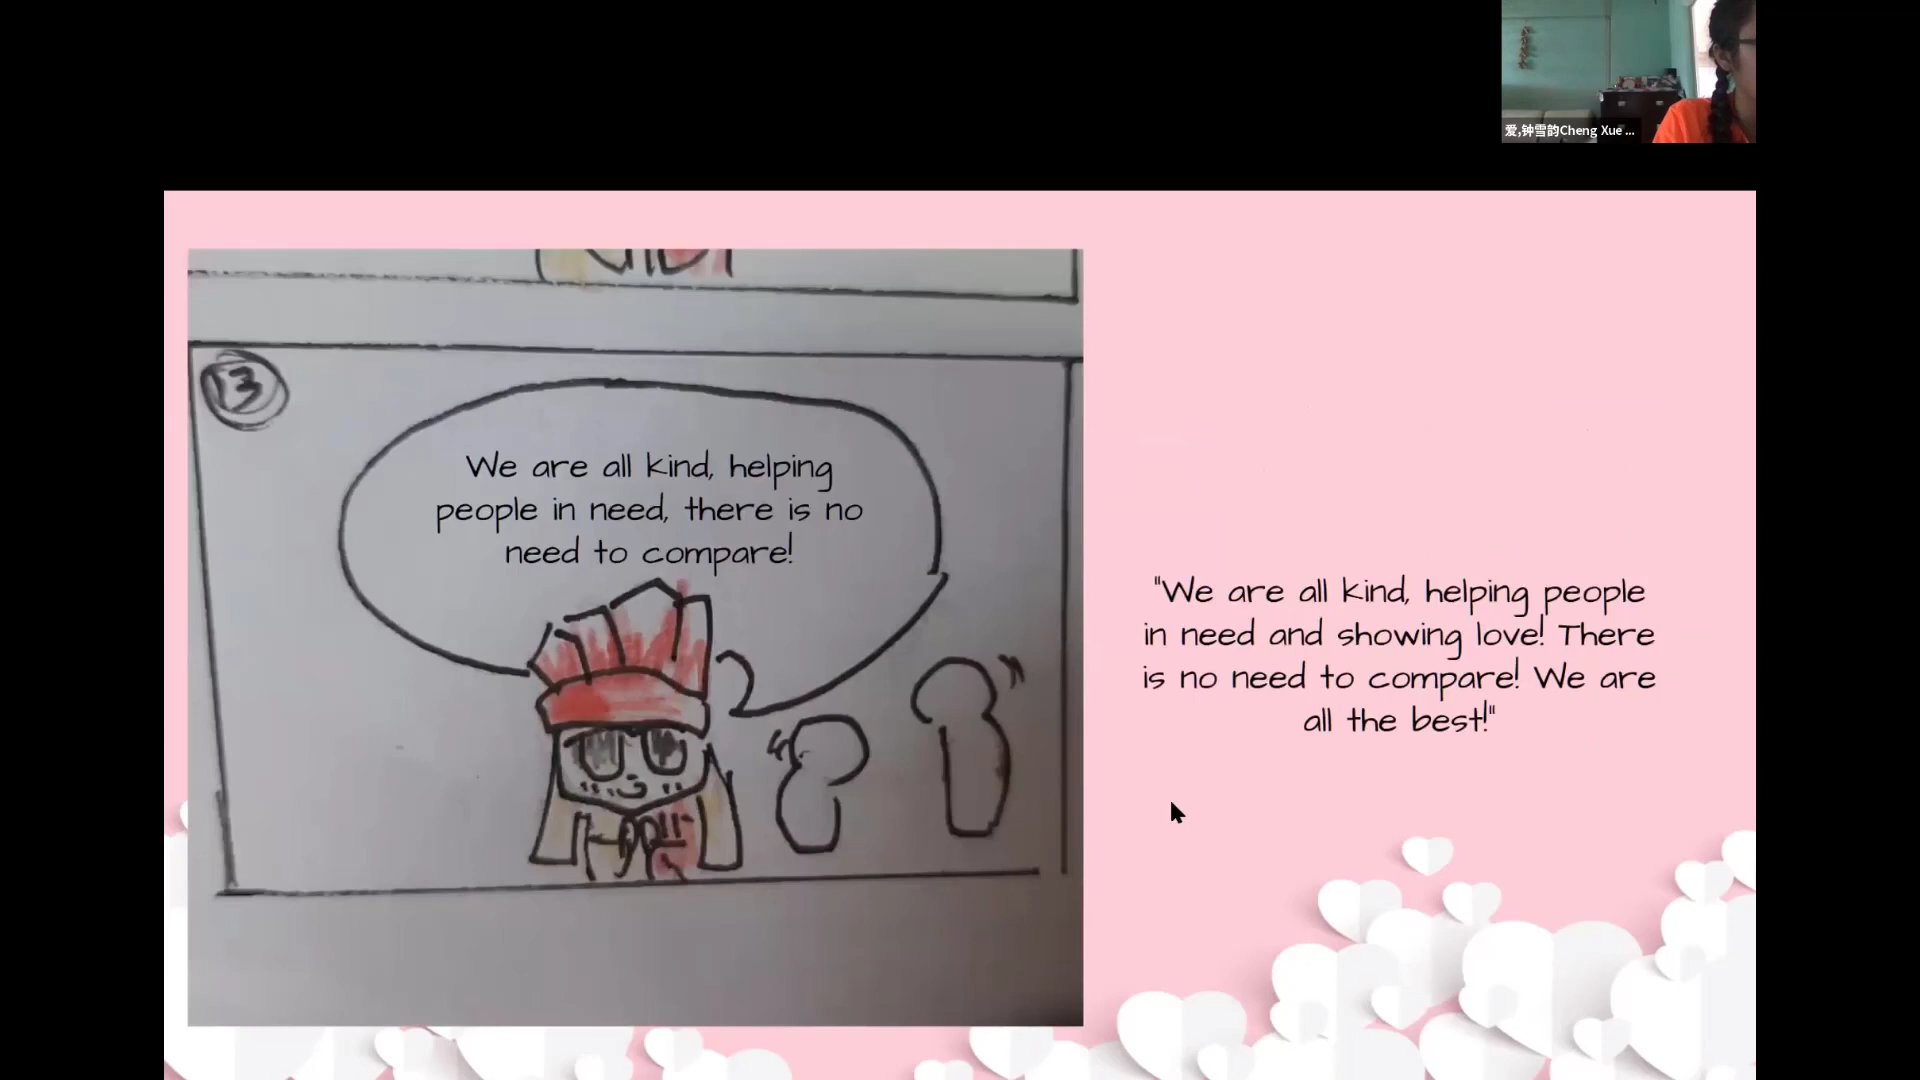 爱,钟雪韵Cheng Xue ...
13
We are all kind, helping
people in need, there is no
need to compare!
"We are all kind, helping people
in need and showing love! There
is no need to compare! We are
all the best!"